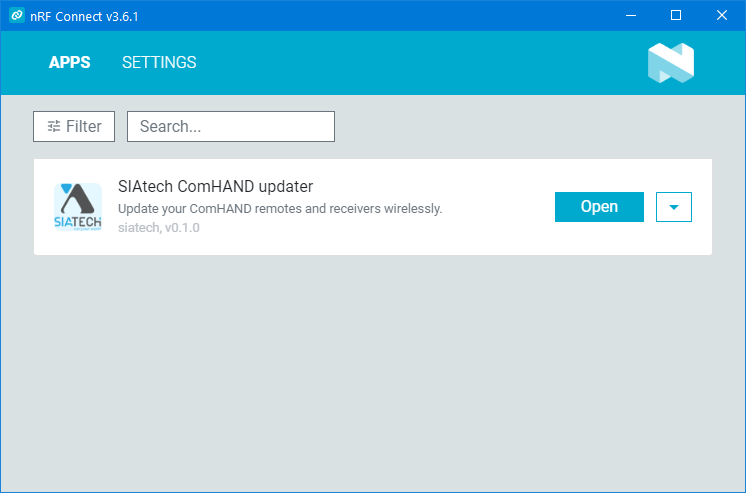 nRF Connect v3.6.1
APPS SETTINGS
Filter Search...
SIATECH
SIAtech ComHAND updater
Update your ComHAND remotes and receivers wirelessly.
siatech, v0.1.0
Open